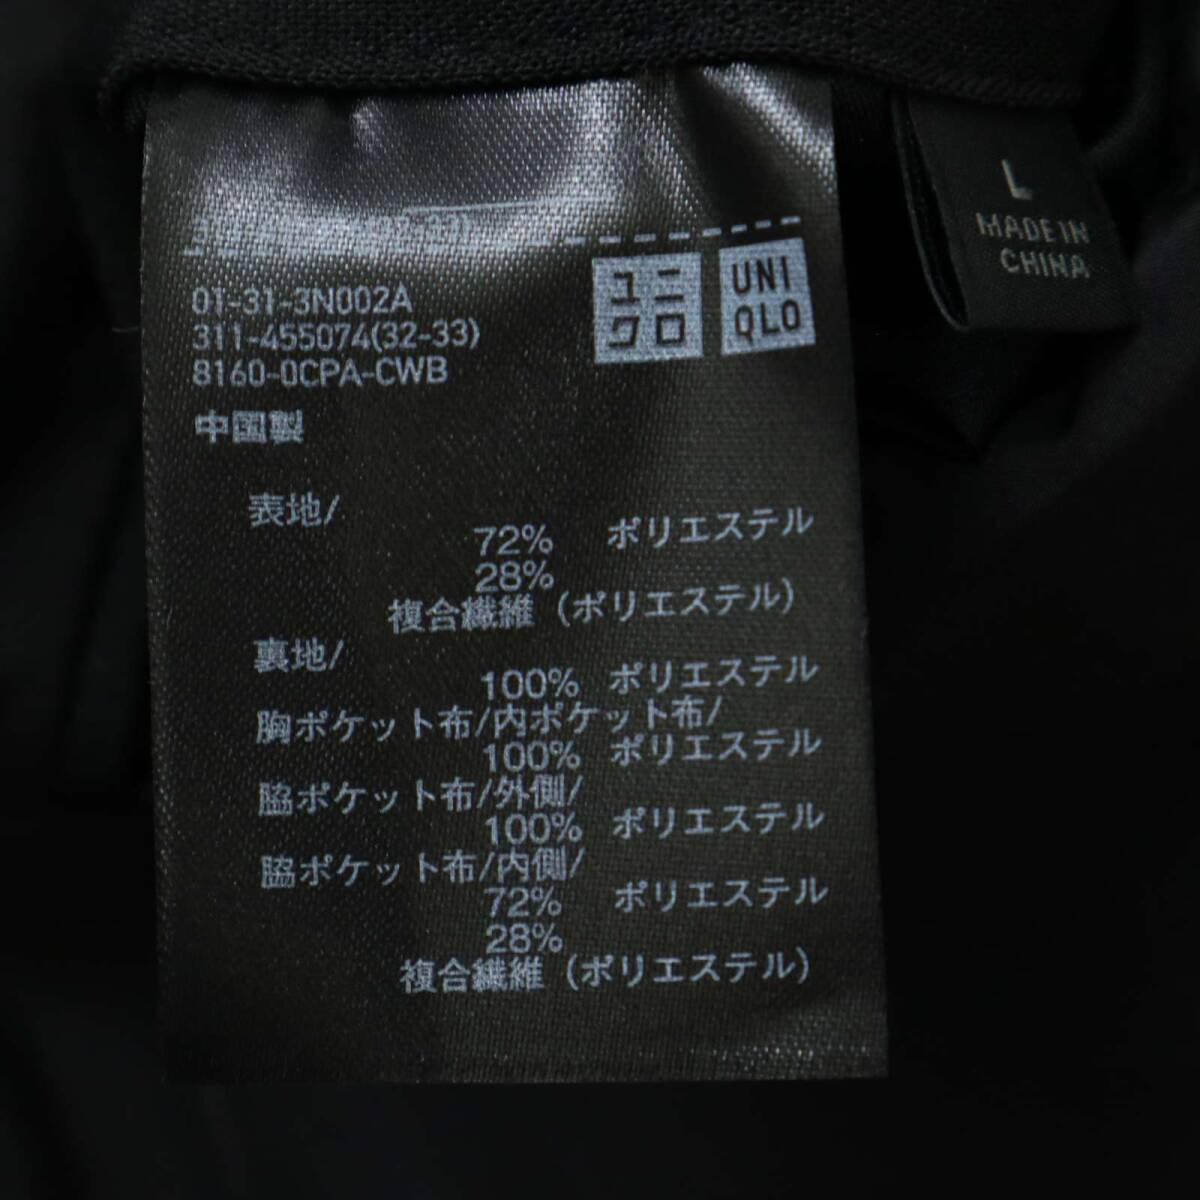 01-31-3N002A
311-455074(32-33)
8160-0CPA-CWB
ユニ
クロ
UNI
QLO
中国製
表地/
72% ポリエステル
28%
複合繊維（ポリエステル）
裏地/
100% ポリエステル
胸ポケット布/内ポケット布/
100% ポリエステル
脇ポケット布/外側/
100% ポリエステル
脇ポケット布/内側/
72% ポリエステル
28%
複合繊維（ポリエステル）
L
MADE IN
CHINA